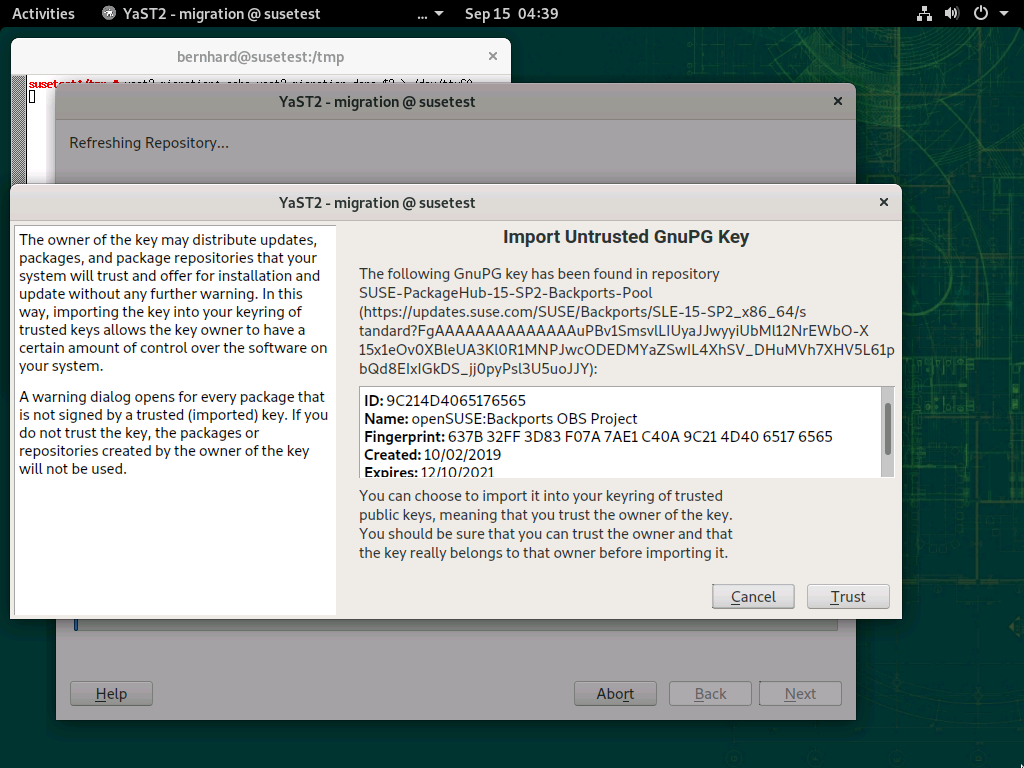 Activities YaST2 - migration @ susetest ... Sep 15 04:39
bernhard@susetest:/tmp
YaST2 - migration @ susetest
Refreshing Repository...
YaST2 - migration @ susetest
The owner of the key may distribute updates,
packages, and package repositories that your
system will trust and offer for installation and
update without any further warning. In this
way, importing the key into your keyring of
trusted keys allows the key owner to have a
certain amount of control over the software on
your system.
A warning dialog opens for every package that
is not signed by a trusted (imported) key. If you
do not trust the key, the packages or
repositories created by the owner of the key
will not be used.
Import Untrusted GnuPG Key
The following GnuPG key has been found in repository
SUSE-PackageHub-15-SP2-Backports-Pool
(https://updates.suse.com/SUSE/Backports/SLE-15-SP2_x86_64/s
tandard?FgAAAAAAAAAAAAAAuPBv1SmsvlLIUyaJJwyyiUbMl12NrEWbO-X
15x1eOv0XBleUA3Kl0R1MNPJwcODEDMYaZSwIL4XhSV_DHuMVh7XHV5L61p
bQd8EIxIGkDS_jj0pyPsl3U5uoJJY):
ID: 9C214D4065176565
Name: openSUSE:Backports OBS Project
Fingerprint: 637B 32FF 3D83 F07A 7AE1 C40A 9C21 4D40 6517 6565
Created: 10/02/2019
Expires: 12/10/2021
You can choose to import it into your keyring of trusted
public keys, meaning that you trust the owner of the key.
You should be sure that you can trust the owner and that
the key really belongs to that owner before importing it.
Cancel Trust
Help Abort Back Next